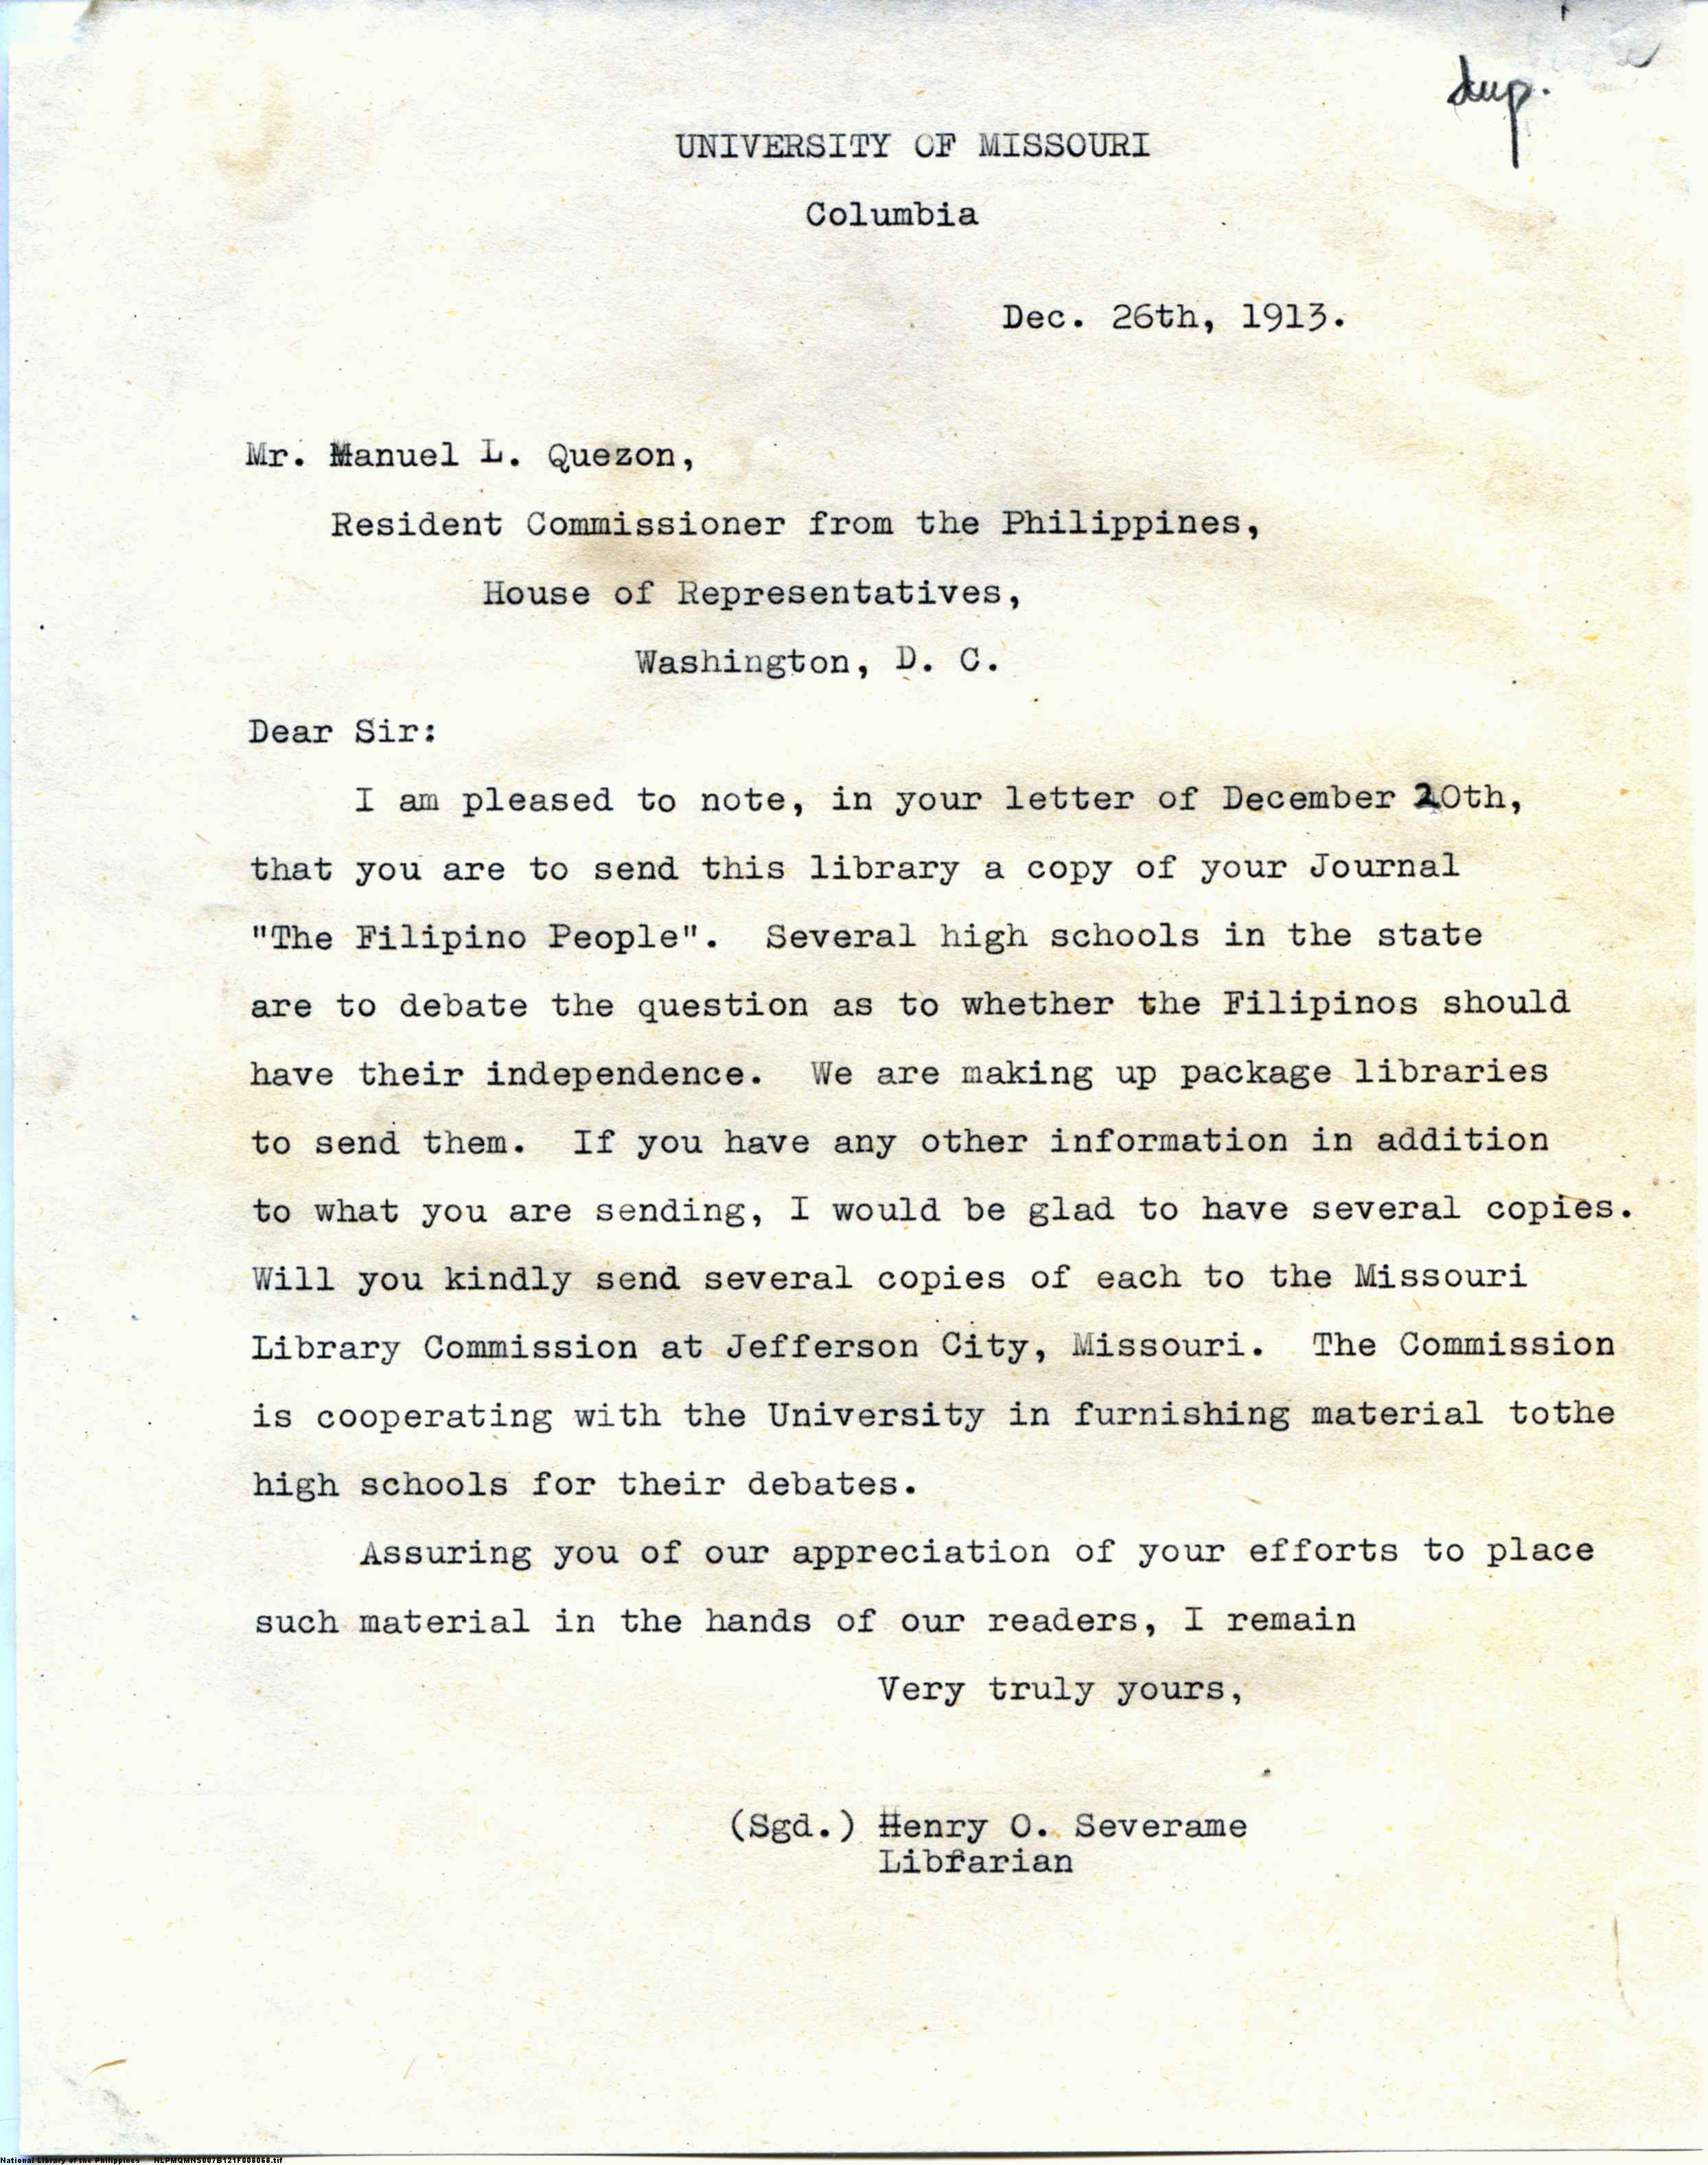 dup.
UNIVERSITY OF MISSOURI
Columbia
Dec. 26th, 1913.
Mr. Manuel L. Quezon,
Resident Commissioner from the Philippines,
House of Representatives,
Washington, D. C.
Dear Sir:
I am pleased to note, in your letter of December 20th,
that you are to send this library a copy of your Journal
"The Filipino People". Several high schools in the state
are to debate the question as to whether the Filipinos should
have their independence. We are making up package libraries
to send them. If you have any other information in addition
to what you are sending, I would be glad to have several copies.
Will you kindly send several copies of each to the Missouri
Library Commission at Jefferson City, Missouri. The Commission
is cooperating with the University in furnishing material tothe
high schools for their debates.
Assuring you of our appreciation of your efforts to place
such material in the hands of our readers, I remain
Very truly yours,
(Sgd.) Henry O. Severame
Librarian
National Library of the Philippines NLPMQMNS007B121F008068.tif